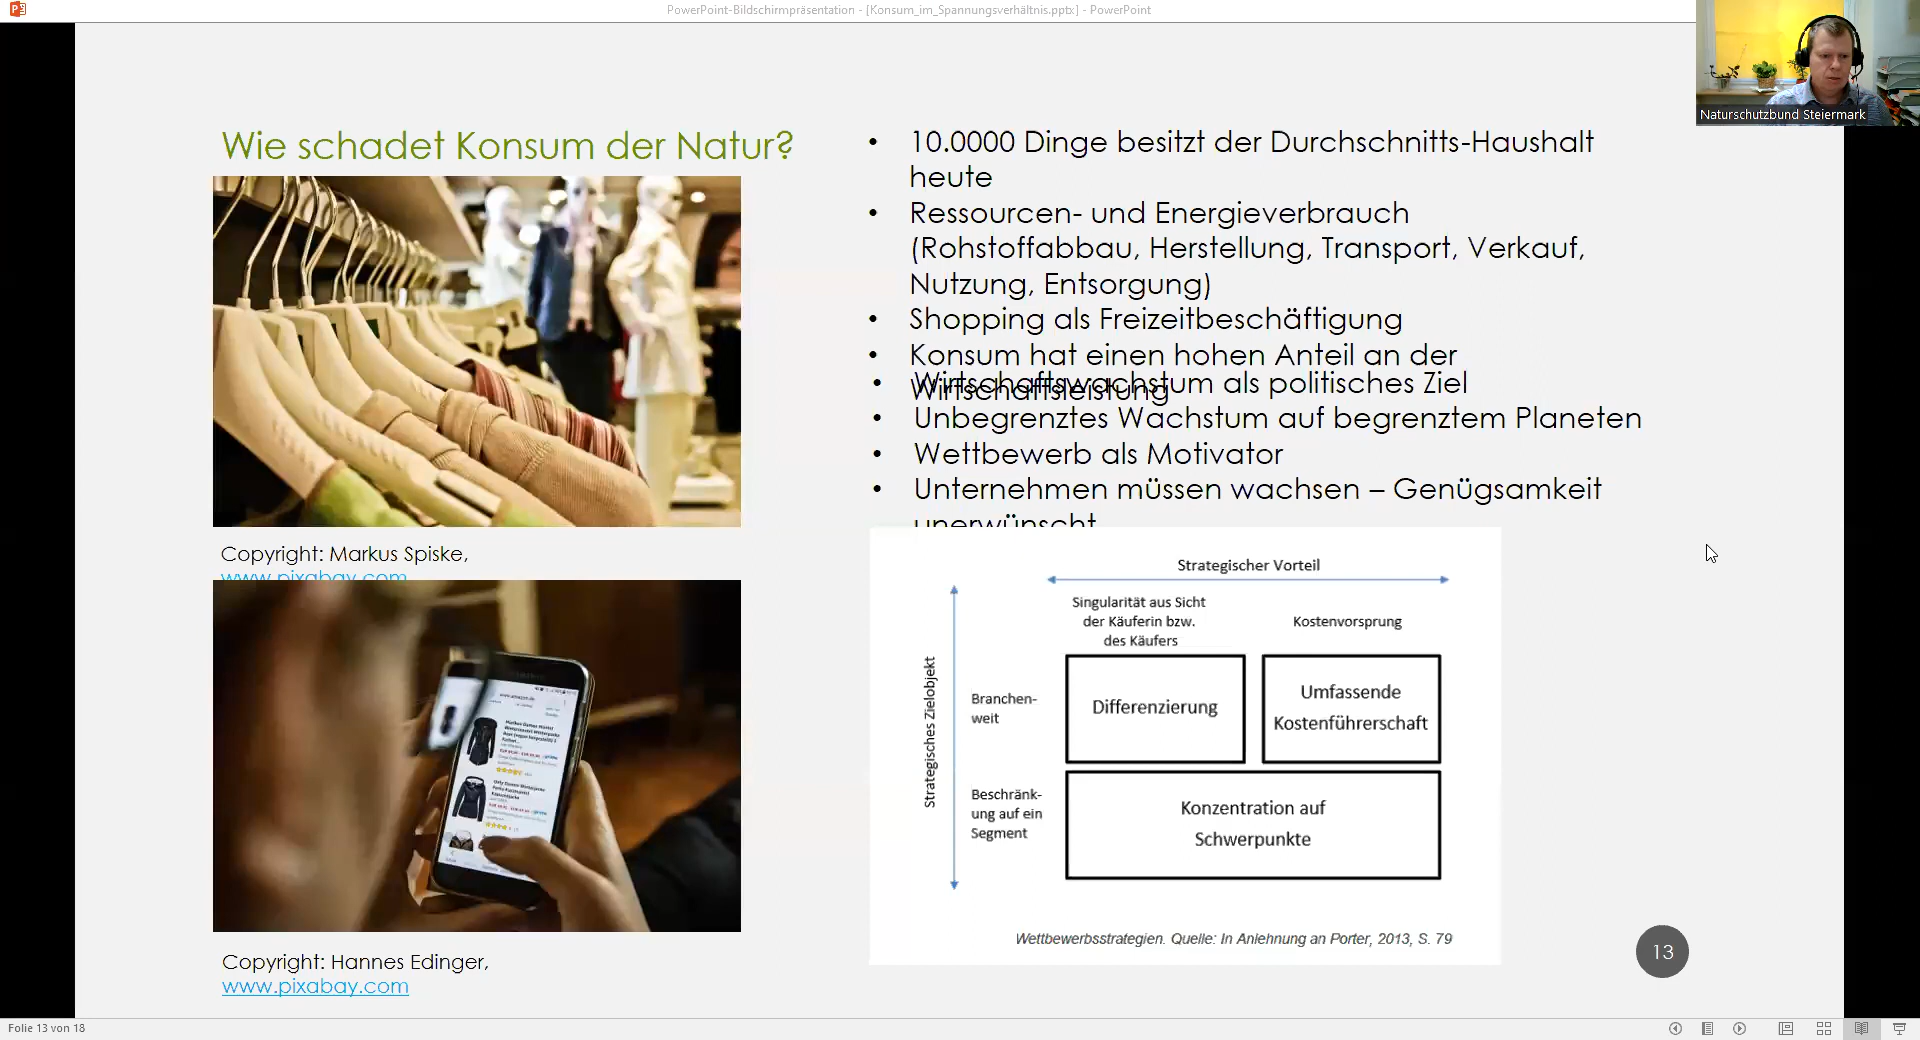 PowerPoint-Bildschirmpräsentation - [Konsum_im_Spannungsverhältnis.pptx] - PowerPoint
Naturschutzbund Steiermark
Wie schadet Konsum der Natur?
Copyright: Markus Spiske,
www.pixabay.com
Copyright: Hannes Edinger,
www.pixabay.com
• 10.0000 Dinge besitzt der Durchschnitts-Haushalt
heute
• Ressourcen- und Energieverbrauch
(Rohstoffabbau, Herstellung, Transport, Verkauf,
Nutzung, Entsorgung)
• Shopping als Freizeitbeschäftigung
• Konsum hat einen hohen Anteil an der
Wirtschaftsleistung
• Wirtschaftswachstum als politisches Ziel
• Unbegrenztes Wachstum auf begrenztem Planeten
• Wettbewerb als Motivator
• Unternehmen müssen wachsen – Genügsamkeit
unerwünscht
Strategischer Vorteil
Singularität aus Sicht
der Käuferin bzw.
des Käufers
Kostenvorsprung
Strategisches Zielobjekt
Branchen-
weit
Differenzierung
Umfassende
Kostenführerschaft
Beschränk-
ung auf ein
Segment
Konzentration auf
Schwerpunkte
Wettbewerbsstrategien. Quelle: In Anlehnung an Porter, 2013, S. 79
13
Folie 13 von 18